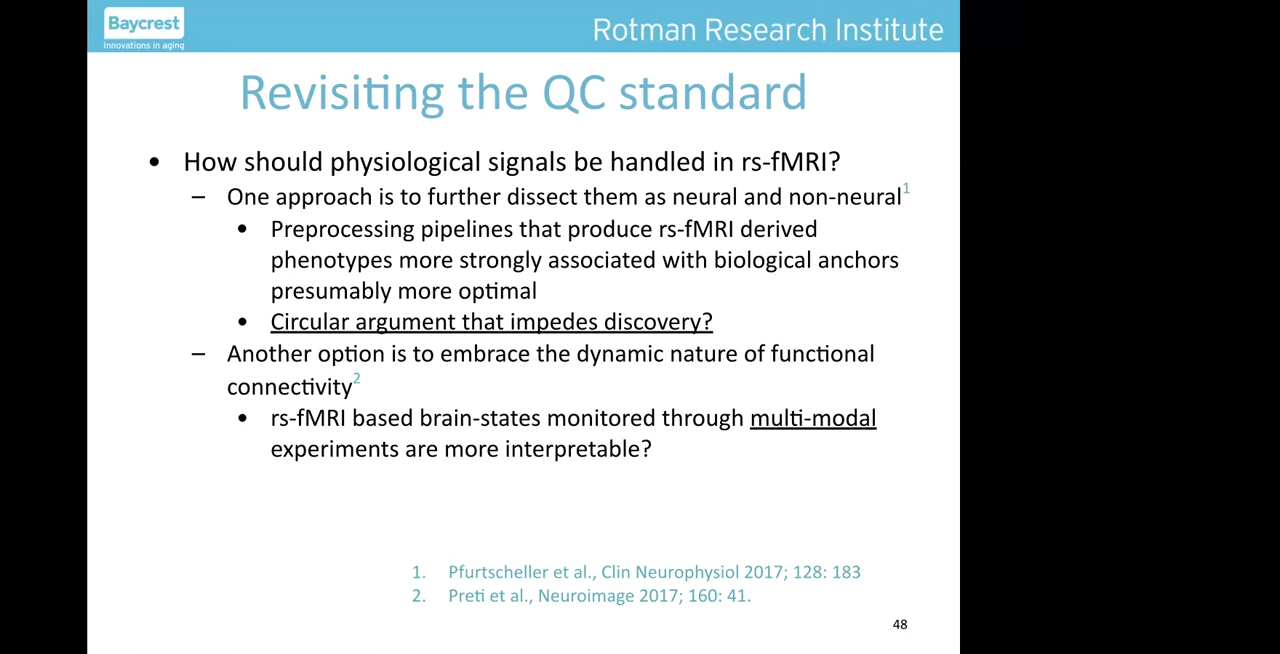 Baycrest
Innovations in aging
Rotman Research Institute
Revisiting the QC standard
• How should physiological signals be handled in rs-fMRI?
– One approach is to further dissect them as neural and non-neural1
• Preprocessing pipelines that produce rs-fMRI derived
phenotypes more strongly associated with biological anchors
presumably more optimal
• Circular argument that impedes discovery?
– Another option is to embrace the dynamic nature of functional
connectivity2
• rs-fMRI based brain-states monitored through multi-modal
experiments are more interpretable?
1. Pfurtscheller et al., Clin Neurophysiol 2017; 128: 183
2. Preti et al., Neuroimage 2017; 160: 41.
48